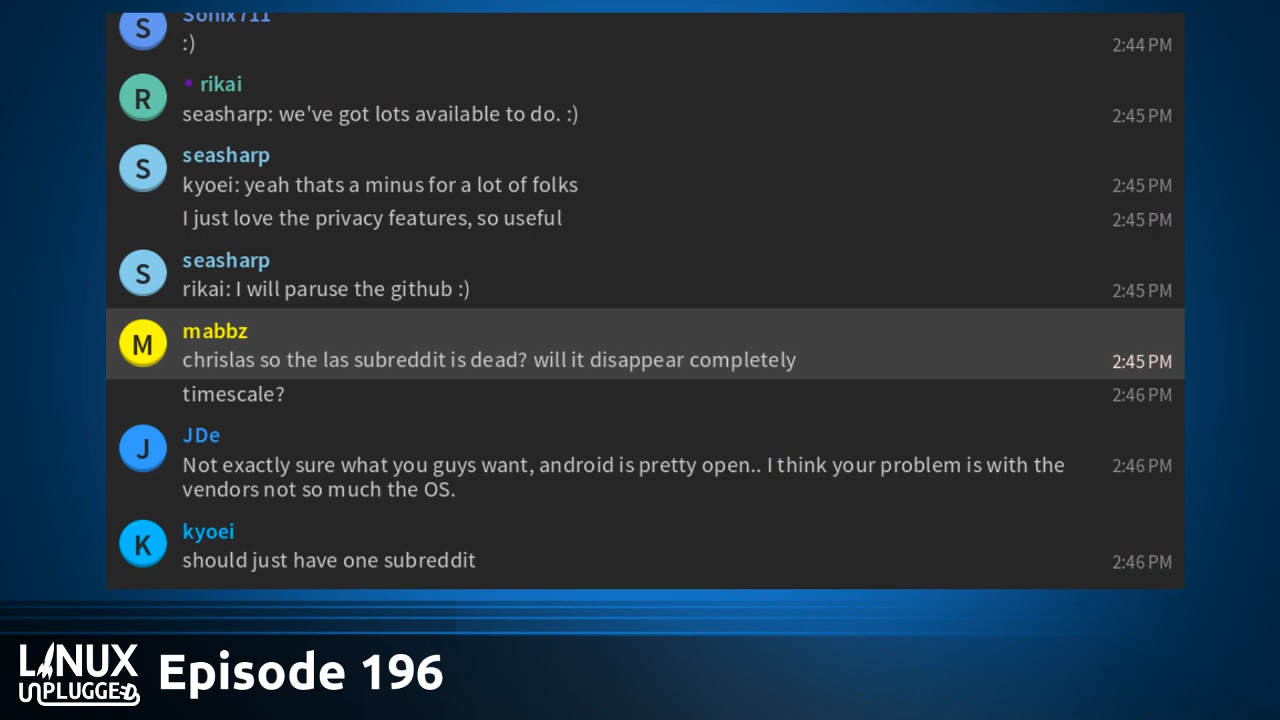 S
Sonix711
:)
2:44 PM
R
rikai
seasharp: we've got lots available to do. :)
2:45 PM
S
seasharp
kyoei: yeah thats a minus for a lot of folks
2:45 PM
I just love the privacy features, so useful
2:45 PM
S
seasharp
rikai: I will paruse the github :)
2:45 PM
M
mabbz
chrislas so the las subreddit is dead? will it disappear completely
2:45 PM
timescale?
2:46 PM
J
JDe
Not exactly sure what you guys want, android is pretty open.. I think your problem is with the
2:46 PM
vendors not so much the OS.
K
kyoei
should just have one subreddit
2:46 PM
LINUX
UNPLUGGED
Episode 196